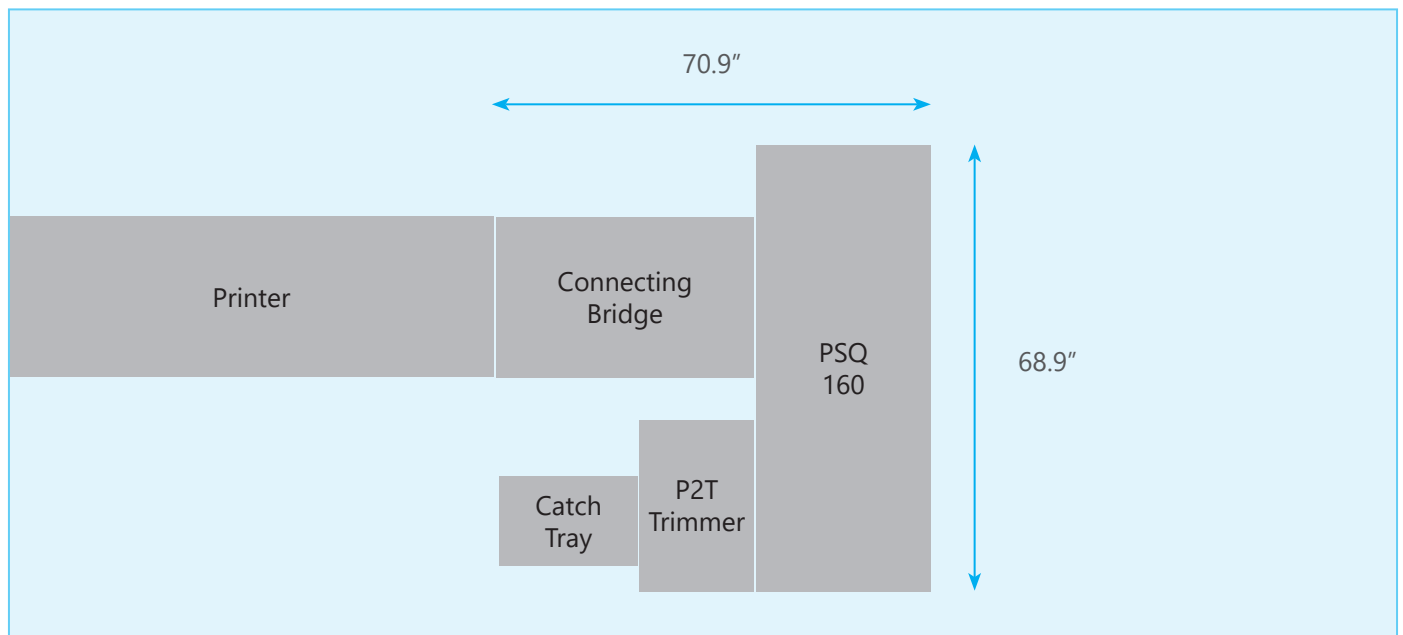 70.9”
Printer
Connecting
Bridge
PSQ
160
68.9”
Catch
Tray
P2T
Trimmer